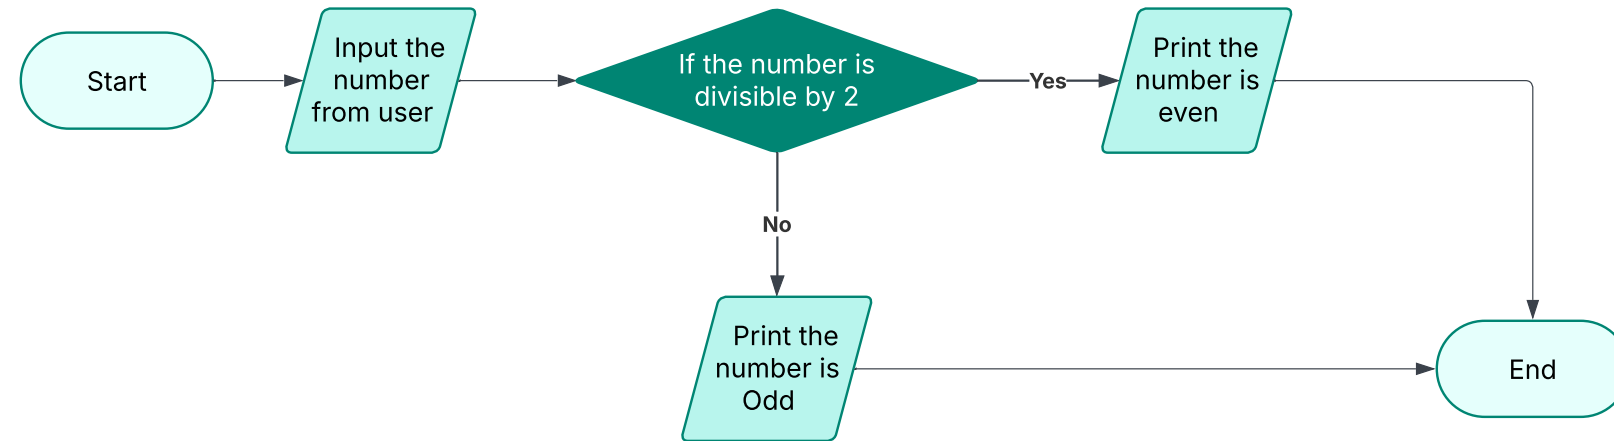 Start
Input the
number
from user
If the number is
divisible by 2
Yes
Print the
number is
even
No
Print the
number is
Odd
End